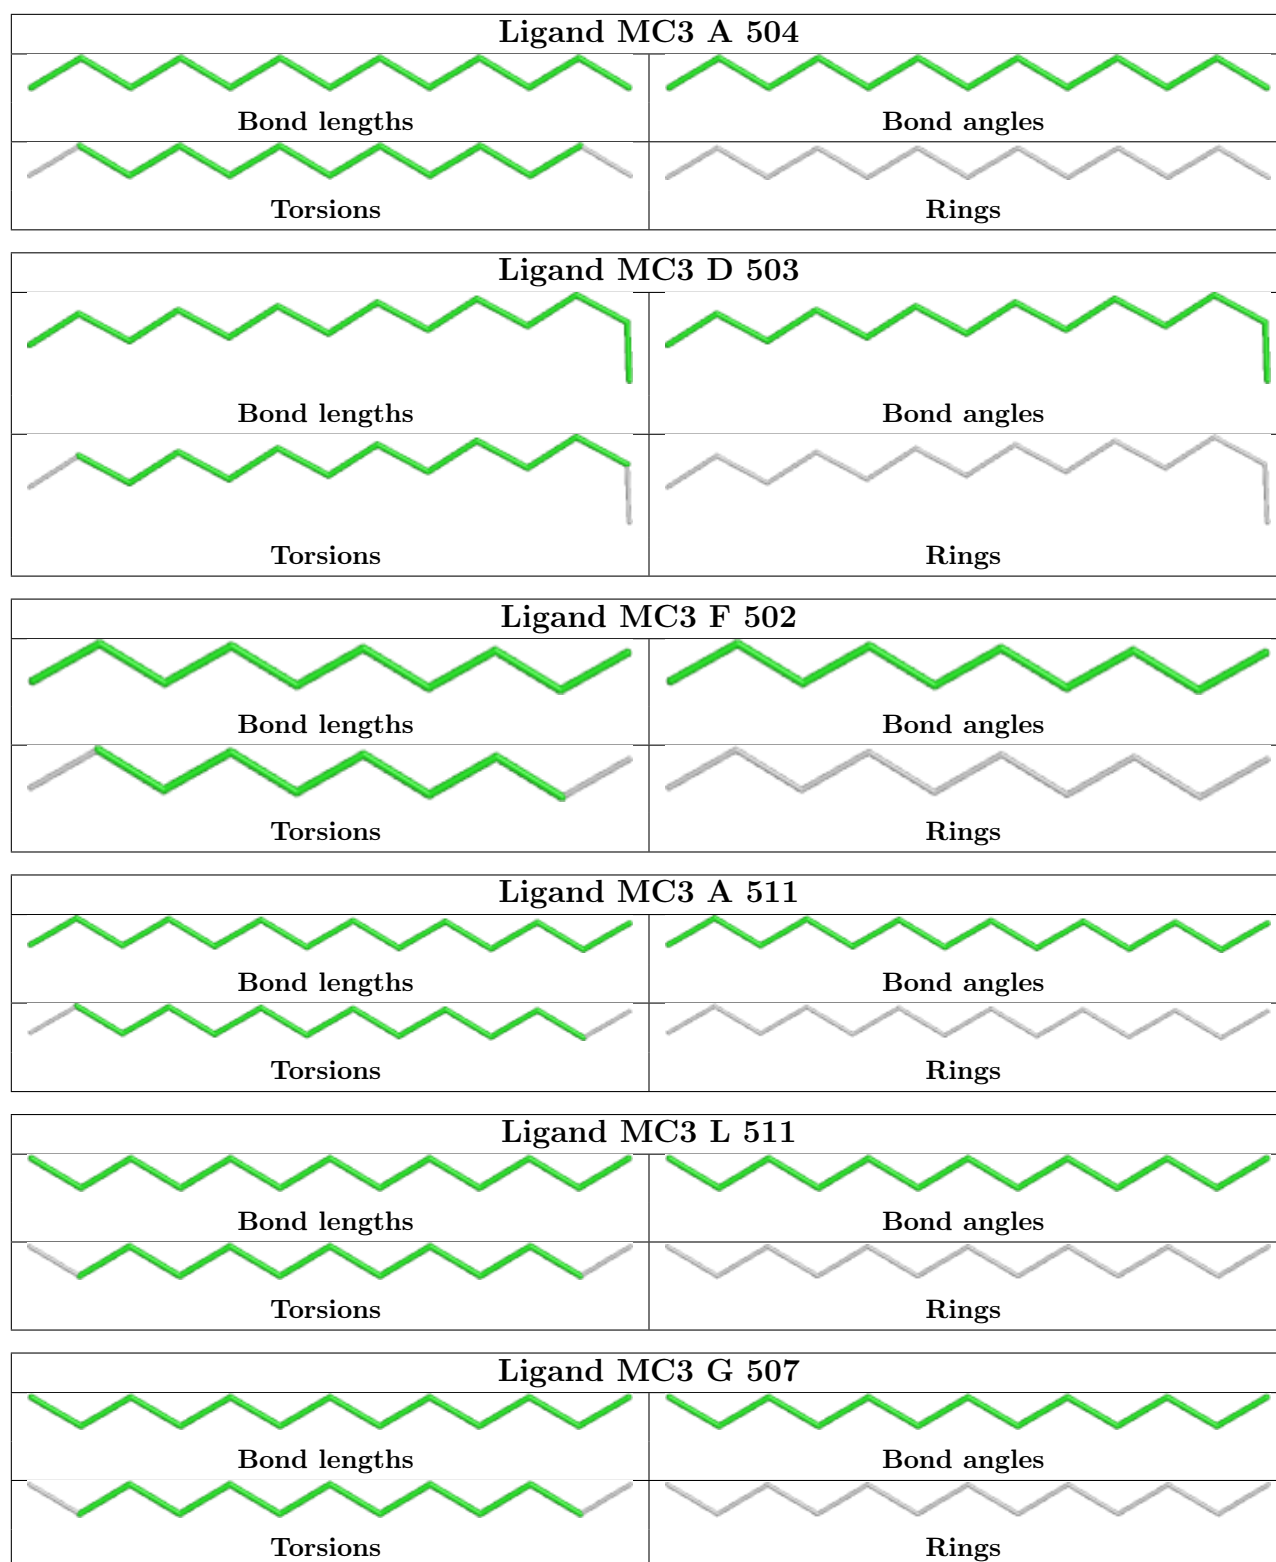 Ligand MC3 A 504
Bond lengths
Bond angles
Torsions
Rings
Ligand MC3 D 503
Bond lengths
Bond angles
Torsions
Rings
Ligand MC3 F 502
Bond lengths
Bond angles
Torsions
Rings
Ligand MC3 A 511
Bond lengths
Bond angles
Torsions
Rings
Ligand MC3 L 511
Bond lengths
Bond angles
Torsions
Rings
Ligand MC3 G 507
Bond lengths
Bond angles
Torsions
Rings